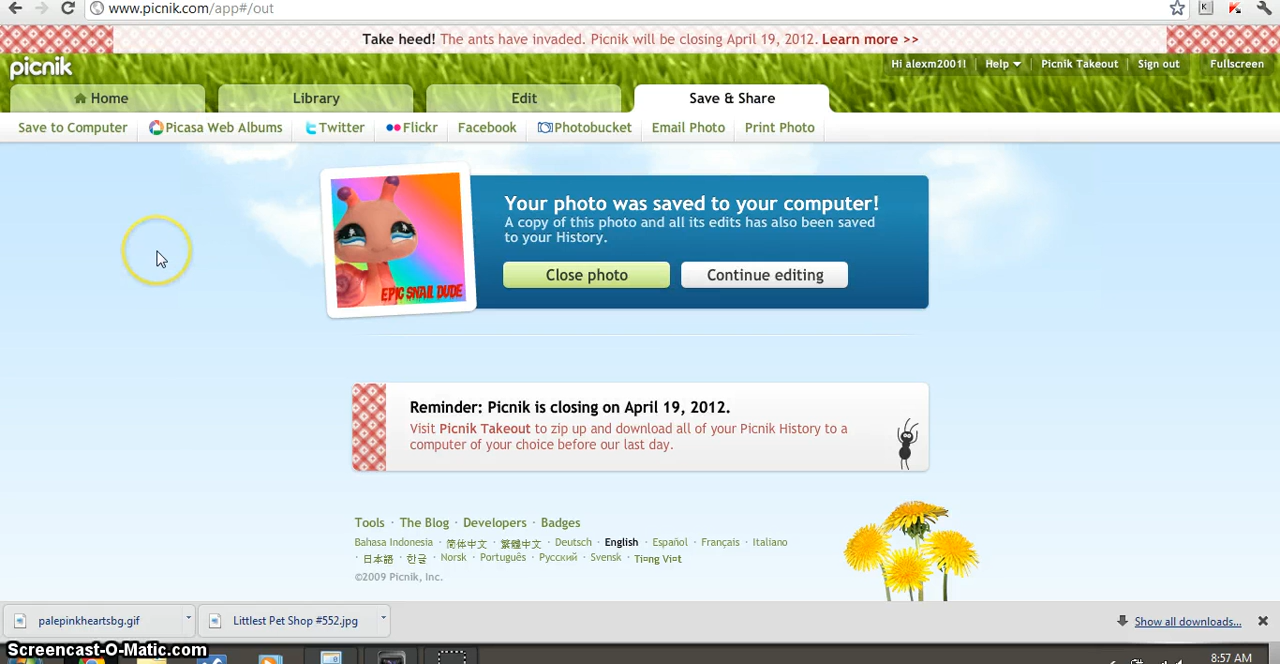 www.picnik.com/app#/out
Take heed! The ants have invaded. Picnik will be closing April 19, 2012. Learn more >>
picnik
Hi alexm2001! Help Picnik Takeout Sign out Fullscreen
Home Library Edit Save & Share
Save to Computer Picasa Web Albums Twitter Flickr Facebook Photobucket Email Photo Print Photo
Your photo was saved to your computer!
A copy of this photo and all its edits has also been saved
to your History.
Close photo Continue editing
EPIC SNAIL DUDE
Reminder: Picnik is closing on April 19, 2012.
Visit Picnik Takeout to zip up and download all of your Picnik History to a
computer of your choice before our last day.
Tools · The Blog · Developers · Badges
Bahasa Indonesia · 简体中文 · 繁體中文 · Deutsch · English · Español · Français · Italiano
· 日本語 · 한글 · Norsk · Português · Русский · Svensk · Tiếng Việt
©2009 Picnik, Inc.
palepinkheartsbg.gif Littlest Pet Shop #552.jpg Show all downloads...
Screencast-O-Matic.com
8:57 AM